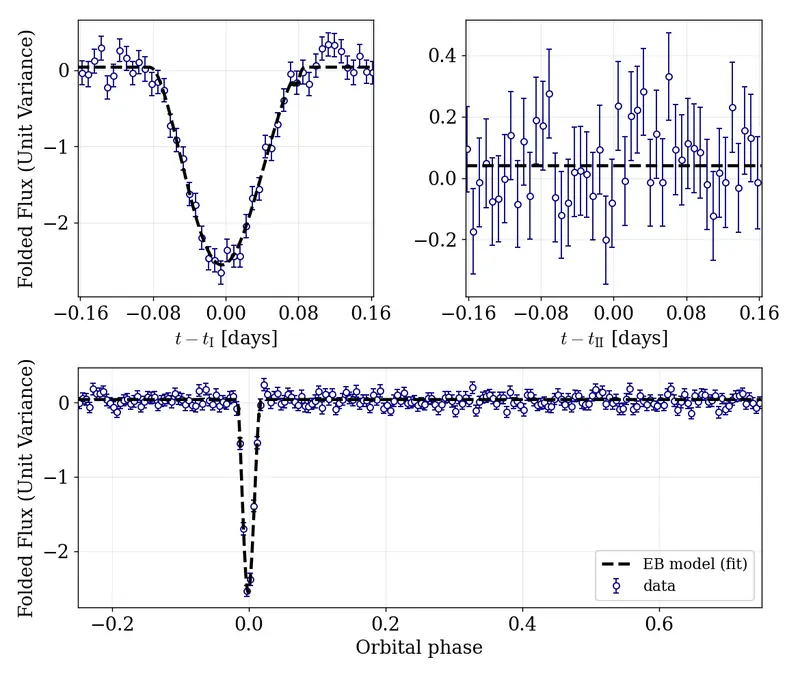 Folded Flux (Unit Variance)
0
−1
−2
−0.16 −0.08 0.00 0.08 0.16
t − tI [days]
0.4
0.2
0.0
−0.2
−0.16 −0.08 0.00 0.08 0.16
t − tII [days]
Folded Flux (Unit Variance)
0
−1
−2
EB model (fit)
data
−0.2 0.0 0.2 0.4 0.6
Orbital phase